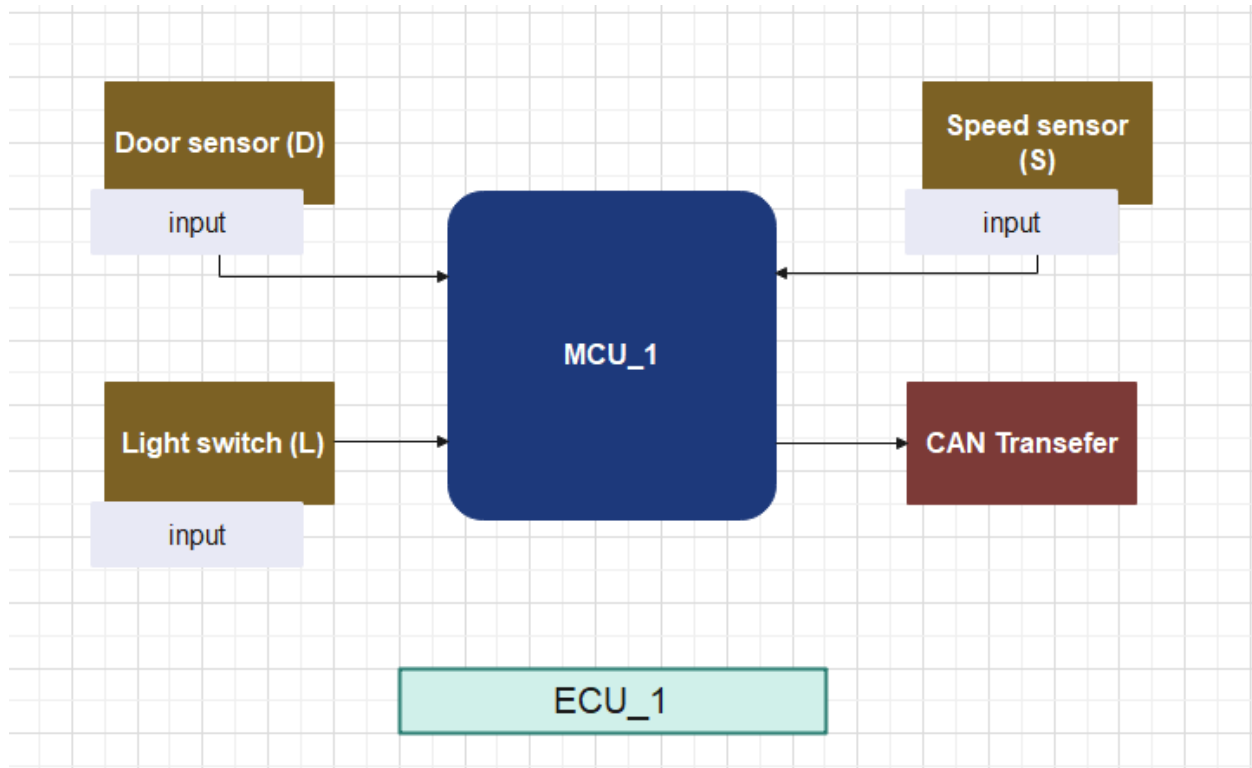 Door sensor (D)
input
Speed sensor
(S)
input
MCU_1
Light switch (L)
input
CAN Transefer
ECU_1